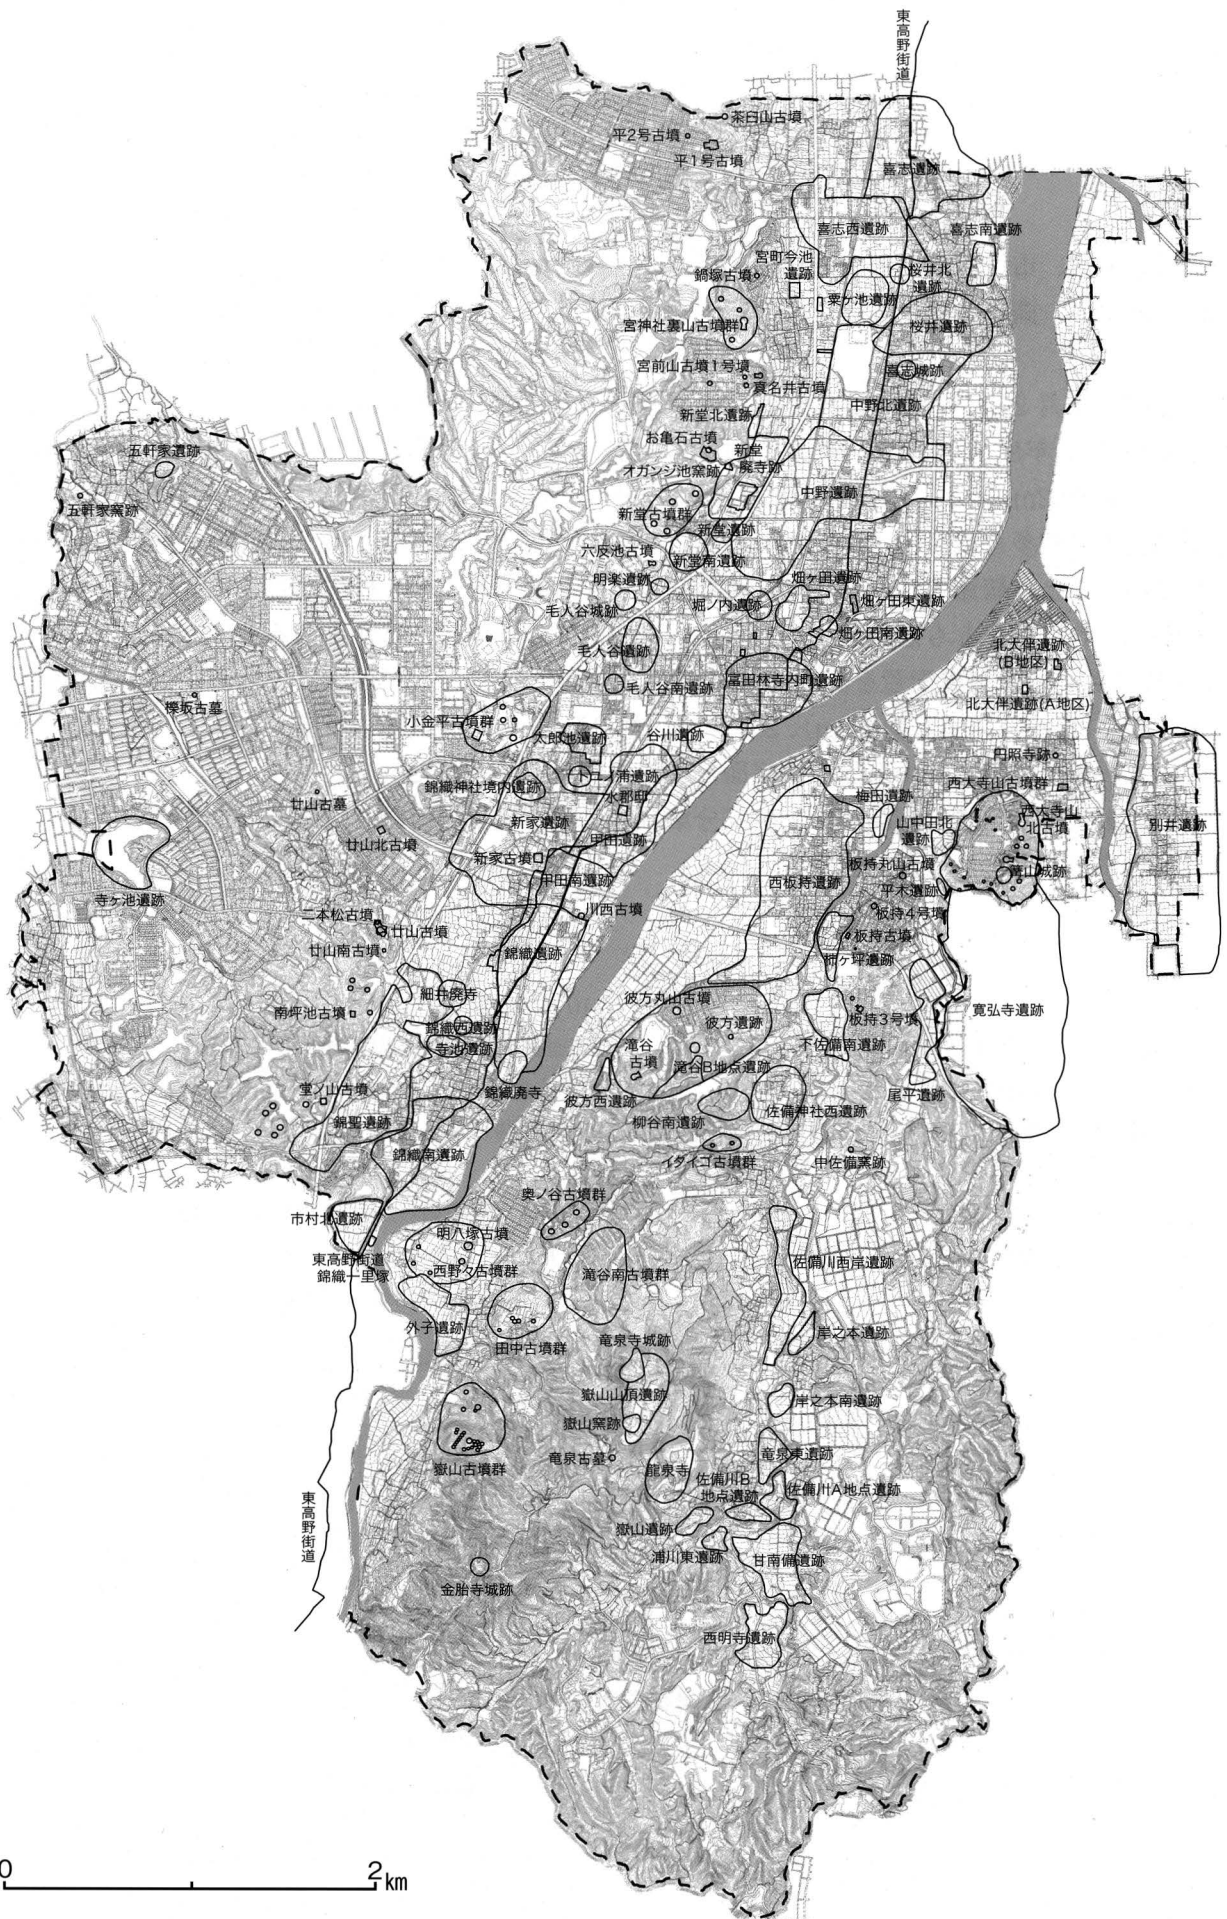 東高野街道
茶臼山古墳
平2号古墳
平1号古墳
喜志遺跡
喜志西遺跡
喜志南遺跡
宮町今池
遺跡
鍋塚古墳
桜井北
遺跡
粟ヶ池遺跡
宮神社裏山古墳群
桜井遺跡
宮前山古墳1号墳
真名井古墳
喜志城跡
中野北遺跡
新堂北遺跡
お亀石古墳
新堂
廃寺跡
オガンジ池窯跡
五軒家遺跡
五軒家窯跡
中野遺跡
新堂古墳群
新堂遺跡
六反池古墳
新堂南遺跡
明楽遺跡
畑ヶ田遺跡
毛人谷城跡
堀ノ内遺跡
畑ヶ田東遺跡
畑ヶ田南遺跡
毛人谷遺跡
北大伴遺跡
(B地区)
毛人谷南遺跡
富田林寺内町遺跡
北大伴遺跡(A地区)
櫟坂古墓
小金平古墳群
太郎池遺跡
谷川遺跡
円照寺跡
錦織神社境内遺跡
ト、ノ浦遺跡
水郡邸
西大寺山古墳群
廿山古墓
梅田遺跡
西大寺山
北古墳
山中田北
遺跡
別井遺跡
新家遺跡
廿山北古墳
甲田遺跡
新家古墳
板持丸山古墳
嶽山城跡
甲田南遺跡
西板持遺跡
平木遺跡
寺ヶ池遺跡
川西古墳
板持4号墳
二本松古墳
廿山古墳
板持古墳
廿山南古墳
錦織遺跡
柿ヶ坪遺跡
細井廃寺
彼方丸山古墳
寛弘寺遺跡
南坪池古墳
錦織西遺跡
彼方遺跡
板持3号墳
寺池遺跡
滝谷
古墳
下佐備南遺跡
滝谷B地点遺跡
堂ノ山古墳
錦織廃寺
彼方西遺跡
尾平遺跡
錦聖遺跡
柳谷南遺跡
佐備神社西遺跡
錦織南遺跡
イタイゴ古墳群
中佐備窯跡
奥ノ谷古墳群
市村北遺跡
明八塚古墳
東高野街道
錦織一里塚
西野々古墳群
滝谷南古墳群
佐備川西岸遺跡
外子遺跡
田中古墳群
竜泉寺城跡
岸之本遺跡
嶽山山頂遺跡
岸之本南遺跡
嶽山窯跡
嶽山古墳群
竜泉古墓
龍泉寺
竜泉東遺跡
佐備川B
地点遺跡
佐備川A地点遺跡
東高野街道
嶽山遺跡
浦川東遺跡
甘南備遺跡
金胎寺城跡
西明寺遺跡
0 2km